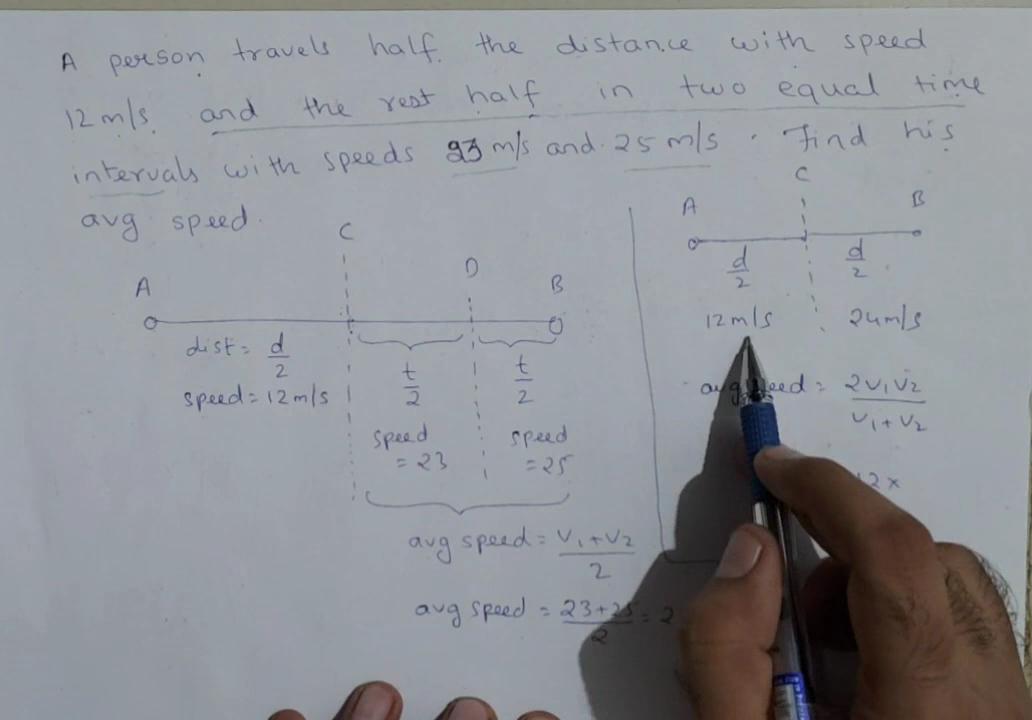 A person travels half the distance with speed
12 m/s and the rest half in two equal time
intervals with speeds 23 m/s and 25 m/s. Find his
avg speed.
A
C
D
B
dist = d/2
speed = 12 m/s
t/2
t/2
speed = 23
speed = 25
avg speed = V1+V2/2
avg speed = 23+25/2 = 2
A
C
B
d/2
d/2
12 m/s
24 m/s
avg speed = 2V1V2/V1+V2
12 x